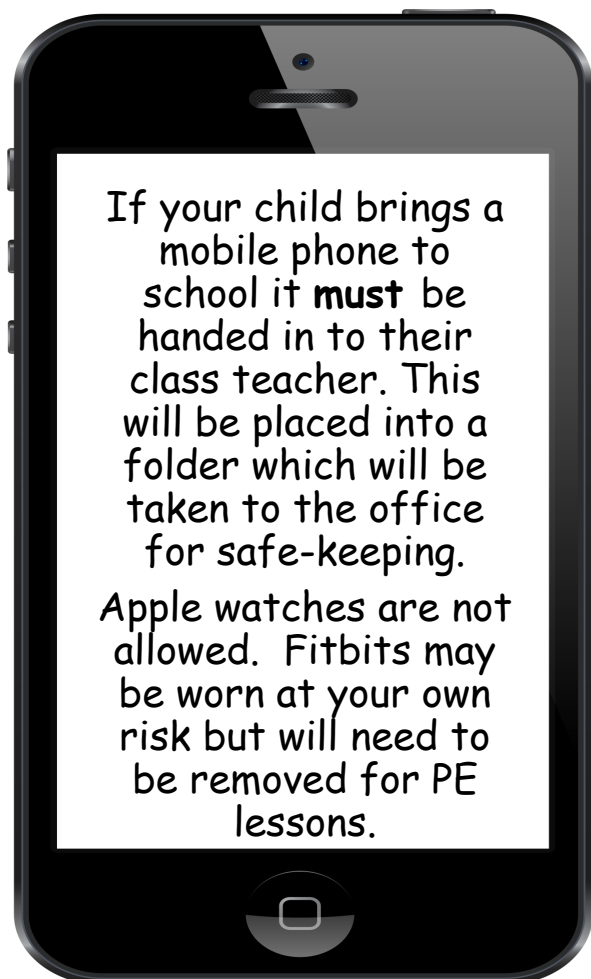 If your child brings a
mobile phone to
school it must be
handed in to their
class teacher. This
will be placed into a
folder which will be
taken to the office
for safe-keeping.
Apple watches are not
allowed.  Fitbits may
be worn at your own
risk but will need to
be removed for PE
lessons.